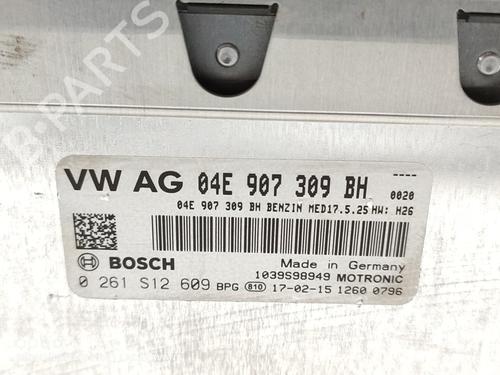 B-PARTS
VW AG 04E 907 309 BH
----
0020
04E 907 309 BH BENZIN MED17.5.25 HW: H26
BOSCH
Made in Germany
1039S98949 MOTRONIC
0 261 S12 609 BPG 810 17-02-15 1260 0796